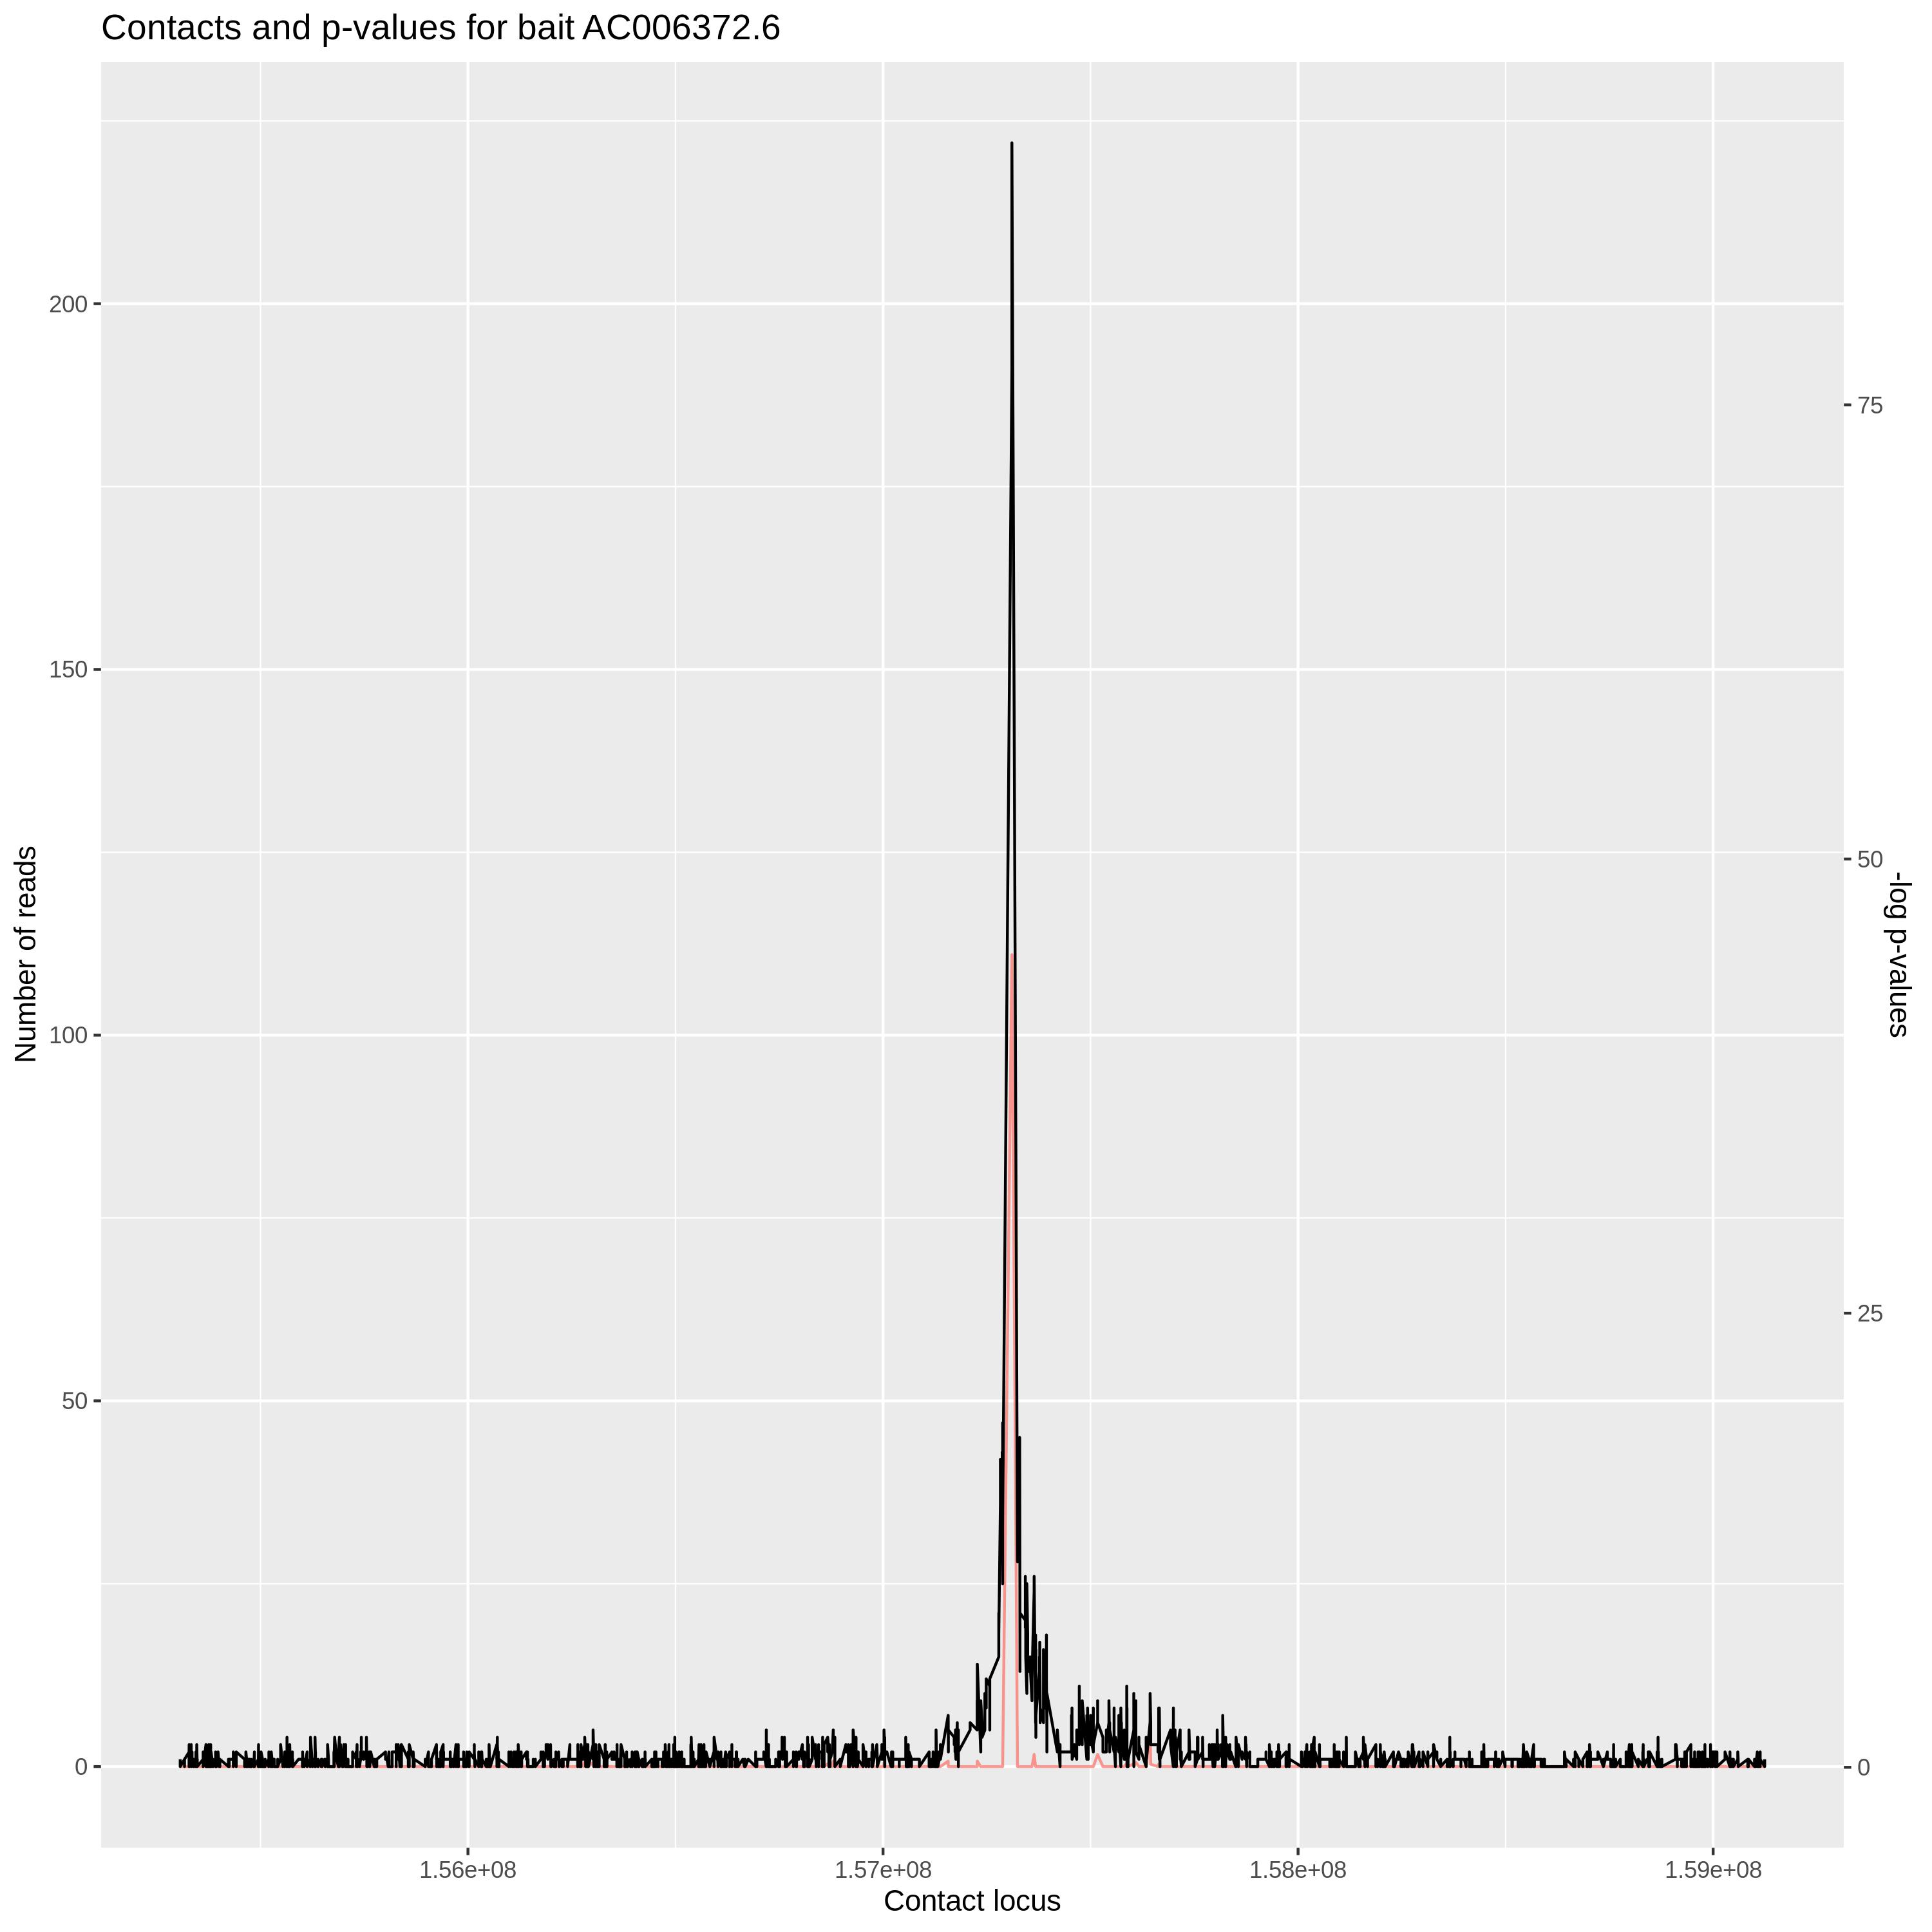 Contacts and p-values for bait AC006372.6
Number of reads
200
150
100
50
0
75
50
25
0
-log p-values
1.56e+08
1.57e+08
1.58e+08
1.59e+08
Contact locus